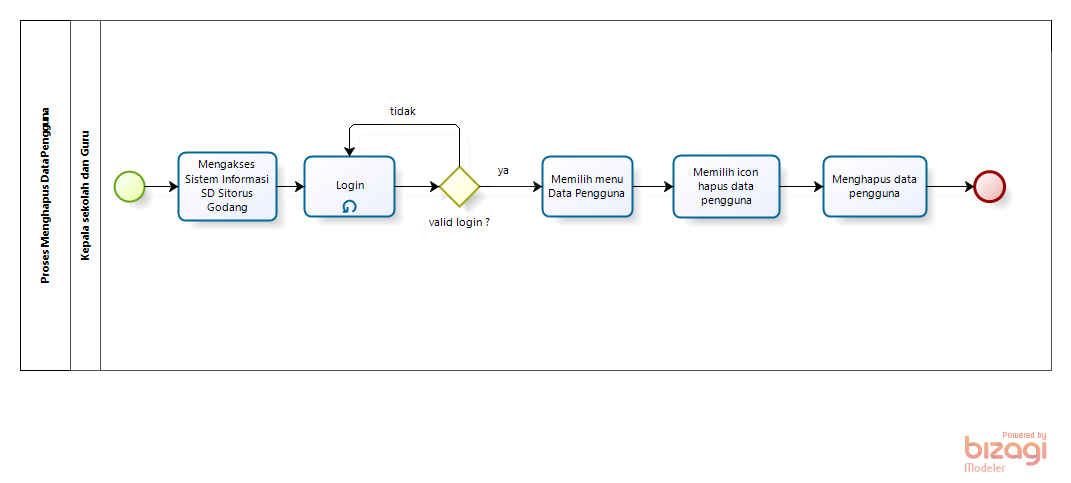 Proses Menghapus Data Pengguna
Kepala sekolah dan Guru
Mengakses
Sistem Informasi
SD Sitorus
Godang
Login
tidak
valid login ?
ya
Memilih menu
Data Pengguna
Memilih icon
hapus data
pengguna
Menghapus data
pengguna
Powered by
bizagi
Modeler